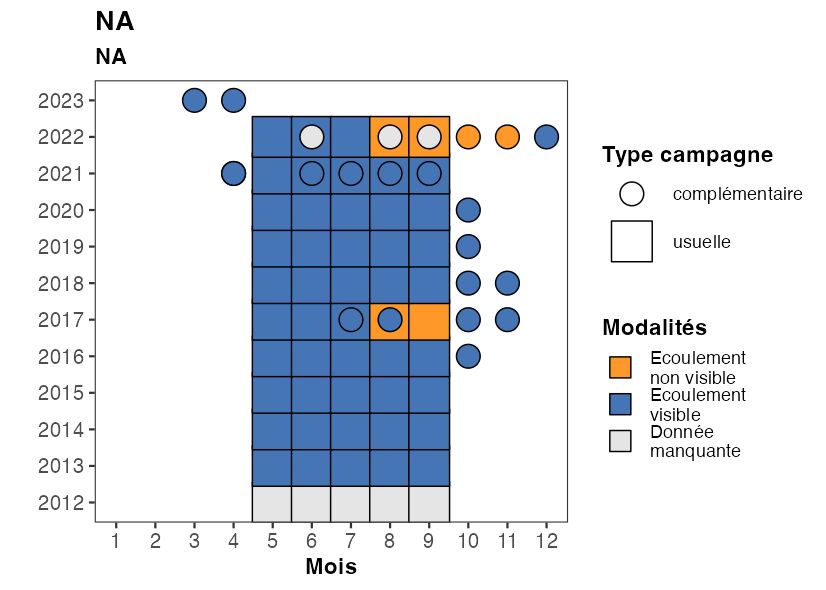 NA
NA
2023
2022
2021
2020
2019
2018
2017
2016
2015
2014
2013
2012
1 2 3 4 5 6 7 8 9 10 11 12
Mois
Type campagne
complémentaire
usuelle
Modalités
Ecoulement
non visible
Ecoulement
visible
Donnée
manquante